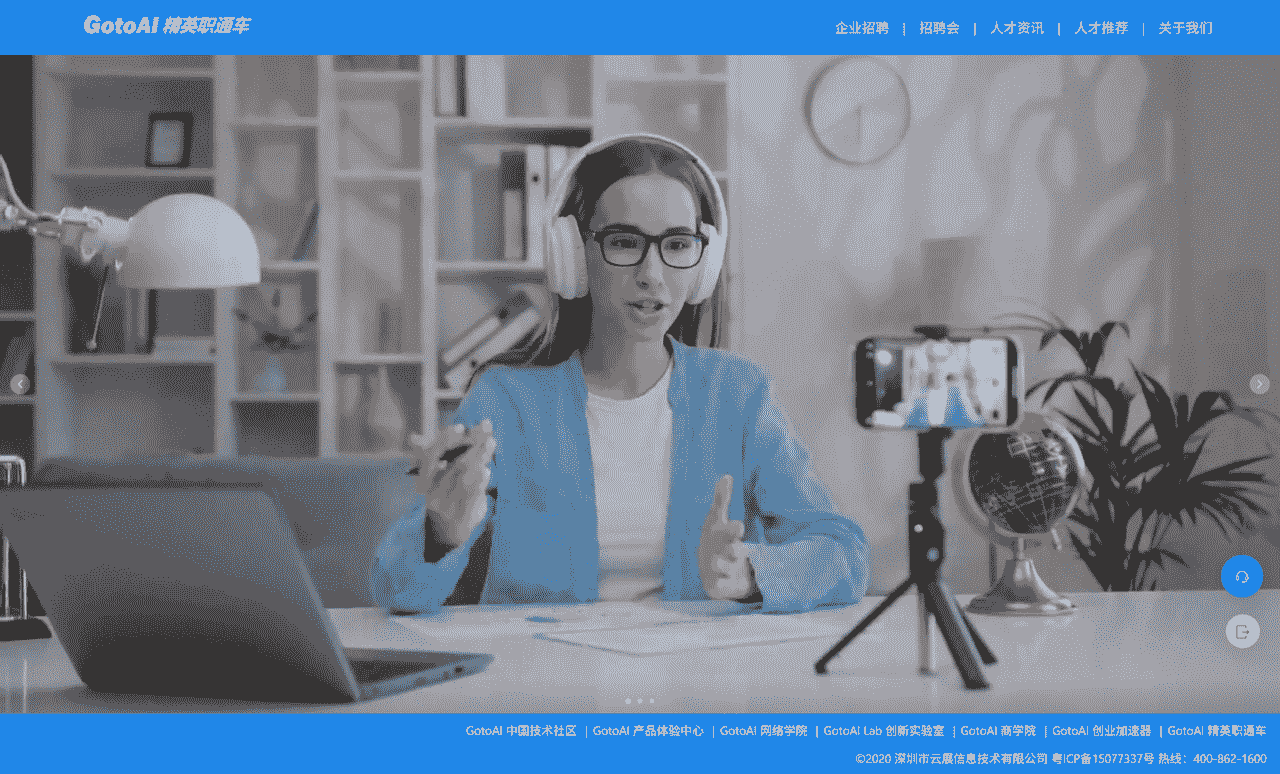 GotoAI 精英职通车
企业招聘 | 招聘会 | 人才资讯 | 人才推荐 | 关于我们
GotoAI 中国技术社区 | GotoAI 产品体验中心 | GotoAI 网络学院 | GotoAI Lab 创新实验室 | GotoAI 商学院 | GotoAI 创业加速器 | GotoAI 精英职通车
©2020 深圳市云展信息技术有限公司 粤ICP备15077337号 热线：400-862-1600